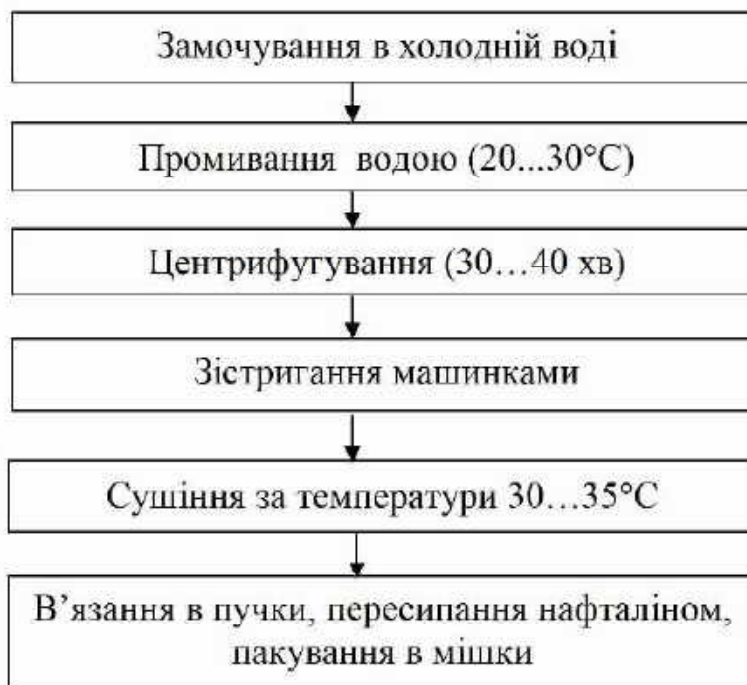 Замочування в холодній воді
Промивання водою (20...30°С)
Центрифугування (30…40 хв)
Зістригання машинками
Сушіння за температури 30…35°С
В’язання в пучки, пересипання нафталіном,
пакування в мішки